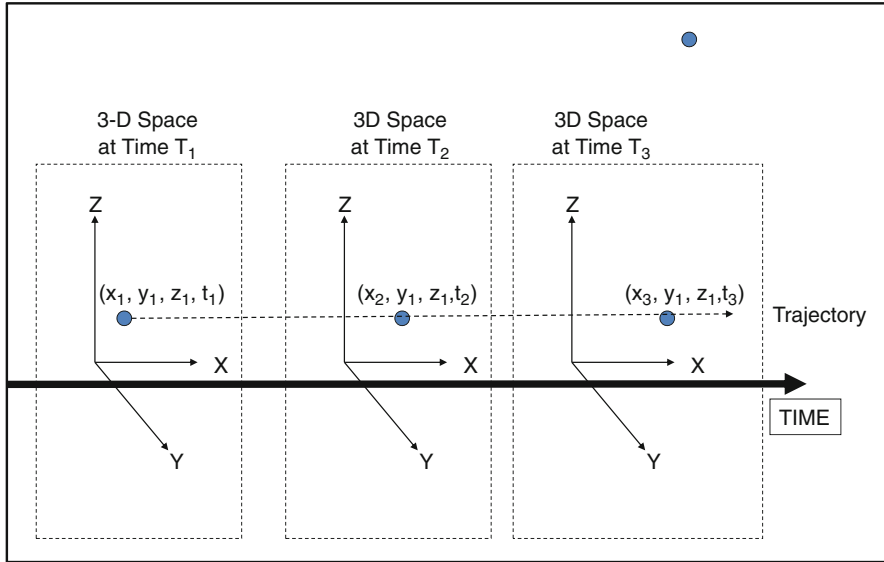 3-D Space
at Time T₁
3D Space
at Time T₂
3D Space
at Time T₃
Z
Z
Z
(x₁, y₁, z₁, t₁)
(x₂, y₁, z₁,t₂)
(x₃, y₁, z₁,t₃)
Trajectory
X
X
X
TIME
Y
Y
Y